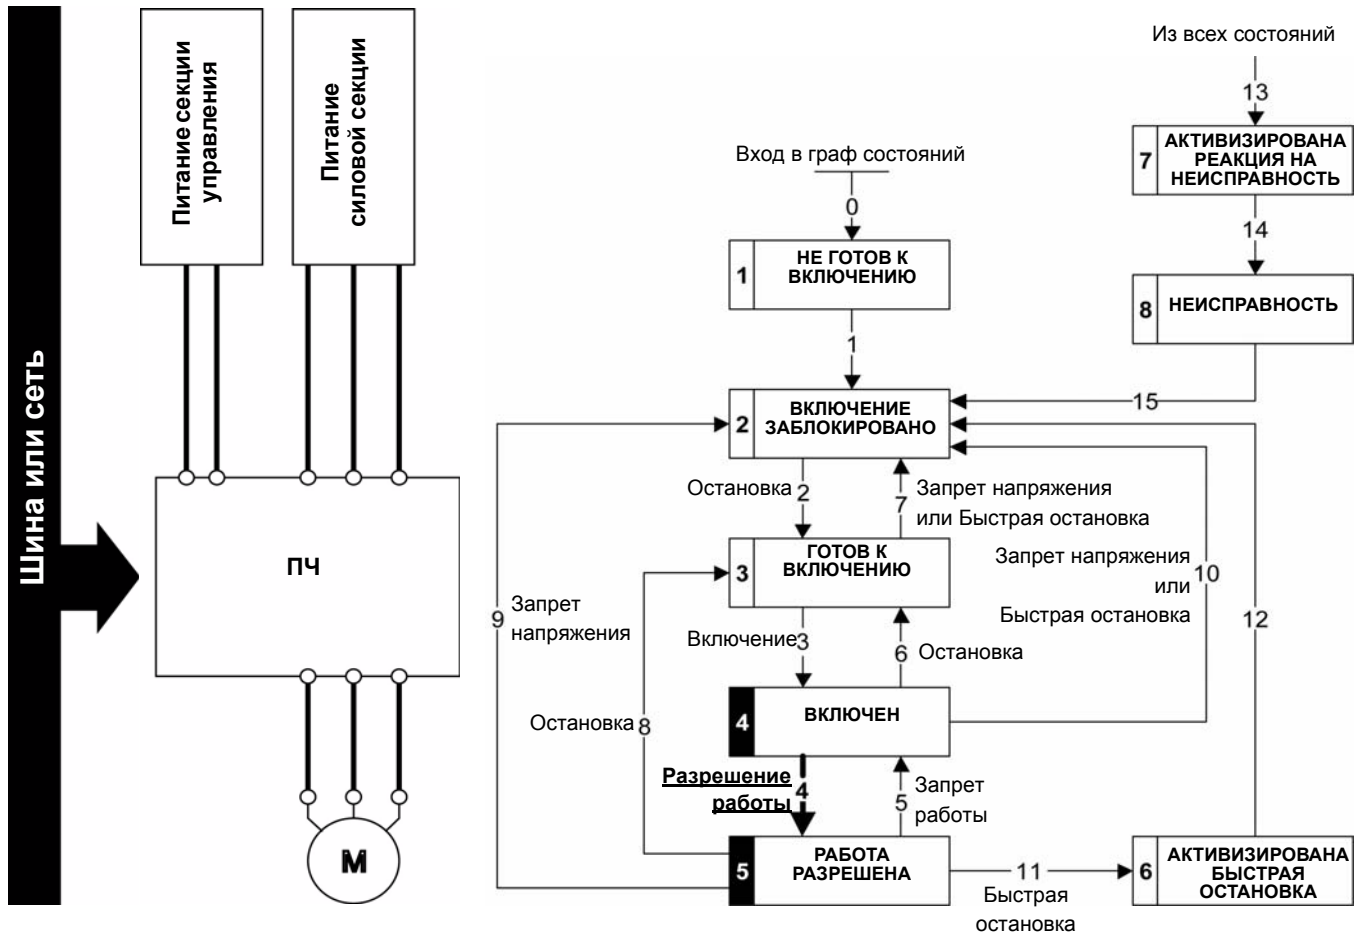 Шина или сеть
Питание секции
управления
Питание
силовой секции
ПЧ
М
Из всех состояний
13
7
АКТИВИЗИРОВАНА
РЕАКЦИЯ НА
НЕИСПРАВНОСТЬ
14
8
НЕИСПРАВНОСТЬ
15
Вход в граф состояний
0
1
НЕ ГОТОВ К
ВКЛЮЧЕНИЮ
1
2
ВКЛЮЧЕНИЕ
ЗАБЛОКИРОВАНО
Остановка
2
7
Запрет напряжения
или Быстрая остановка
3
ГОТОВ К
ВКЛЮЧЕНИЮ
Запрет напряжения
или
Быстрая остановка
10
12
9
Запрет
напряжения
Включение
3
6
Остановка
4
ВКЛЮЧЕН
Остановка
8
Разрешение
работы
4
5
Запрет
работы
5
РАБОТА
РАЗРЕШЕНА
11
Быстрая
остановка
6
АКТИВИЗИРОВАНА
БЫСТРАЯ
ОСТАНОВКА